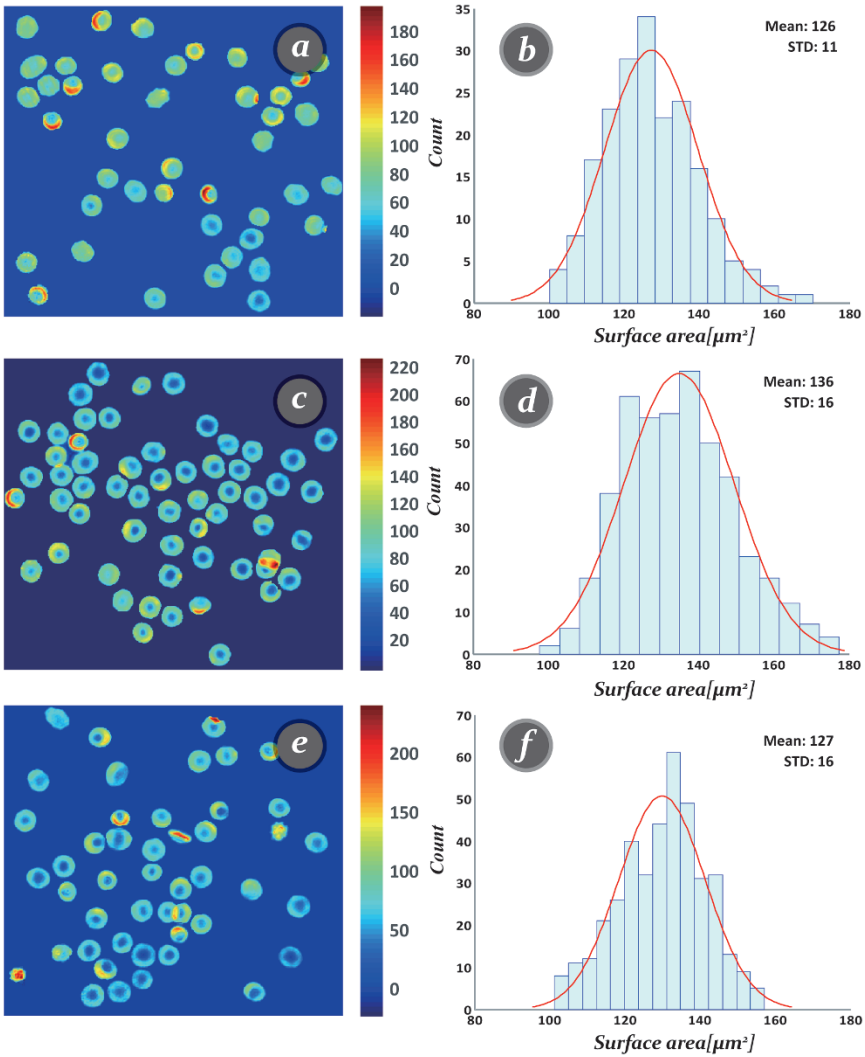 a
180
160
140
120
100
80
60
40
20
0
b
Mean: 126
STD: 11
Count
35
30
25
20
15
10
5
0
80 100 120 140 160 180
Surface area[µm²]
c
220
200
180
160
140
120
100
80
60
40
20
d
Mean: 136
STD: 16
Count
70
60
50
40
30
20
10
0
80 100 120 140 160 180
Surface area[µm²]
e
200
150
100
50
0
f
Mean: 127
STD: 16
Count
70
60
50
40
30
20
10
0
80 100 120 140 160 180
Surface area[µm²]